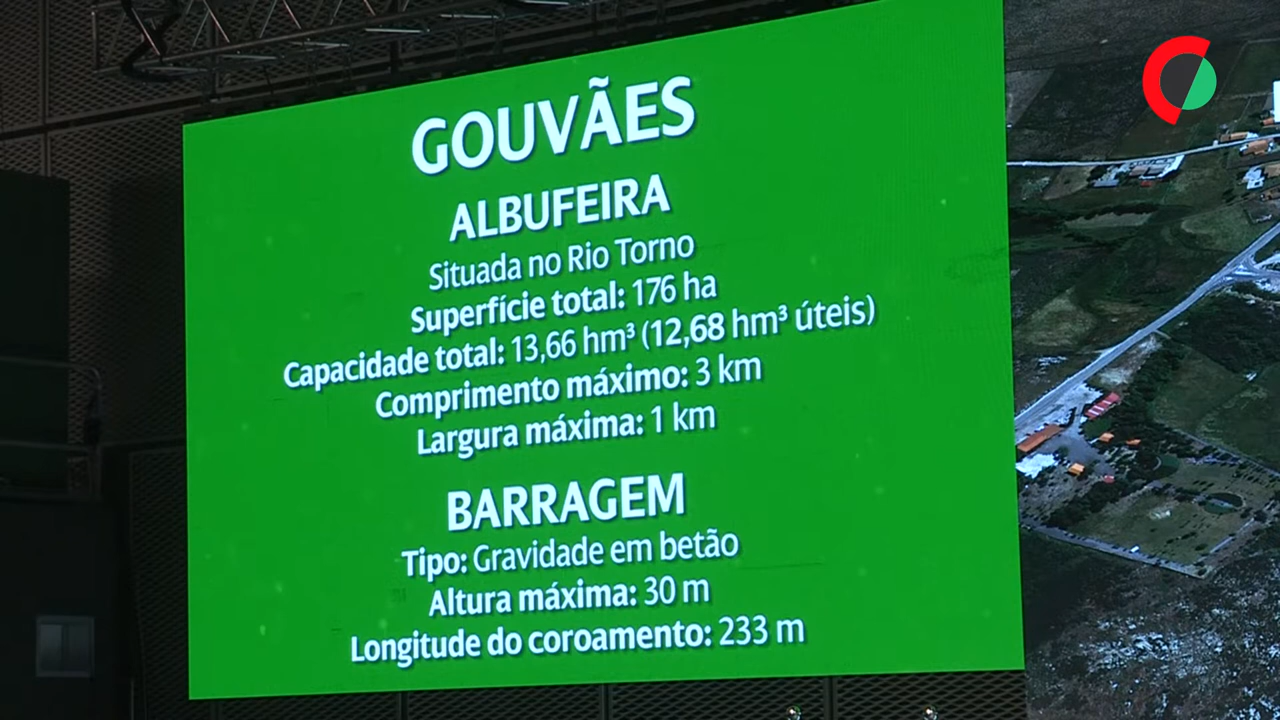 GOUVÃES
ALBUFEIRA
Situada no Rio Torno
Superfície total: 176 ha
Capacidade total: 13,66 hm³ (12,68 hm³ úteis)
Comprimento máximo: 3 km
Largura máxima: 1 km
BARRAGEM
Tipo: Gravidade em betão
Altura máxima: 30 m
Longitude do coroamento: 233 m